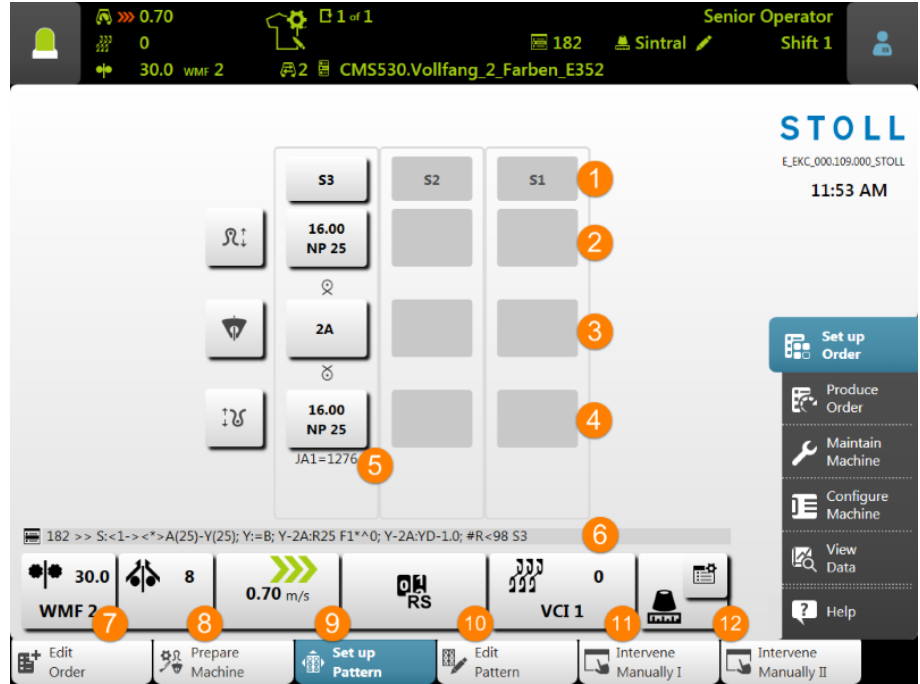 0.70
1 of 1
Senior Operator
0
182
Sintral
Shift 1
30.0 WMF 2
2
CMS530.Vollfang_2_Farben_E352
STOLL
E_EKC_000.109.000_STOLL
11:53 AM
S3
S2
S1
1
16.00
NP 25
2
2A
3
16.00
NP 25
4
JA1=1276
5
Set up
Order
Produce
Order
Maintain
Machine
Configure
Machine
View
Data
Help
6
182 >> S:<1-><*>A(25)-Y(25); Y:=B; Y-2A:R25 F1*^0; Y-2A:YD-1.0; #R<98 S3
30.0
WMF 2
7
8
8
0.70 m/s
9
RS
10
0
VCI 1
11
12
Edit
Order
Prepare
Machine
Set up
Pattern
Edit
Pattern
Intervene
Manually I
Intervene
Manually II